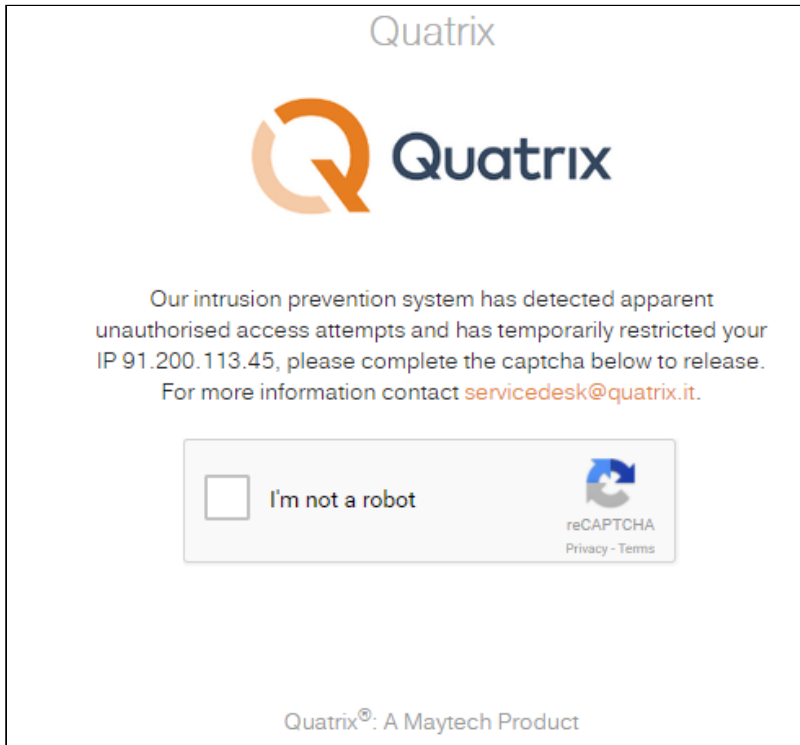 Quatrix
Quatrix
Our intrusion prevention system has detected apparent
unauthorised access attempts and has temporarily restricted your
IP 91.200.113.45, please complete the captcha below to release.
For more information contact servicedesk@quatrix.it.
I'm not a robot
reCAPTCHA
Privacy - Terms
Quatrix®: A Maytech Product